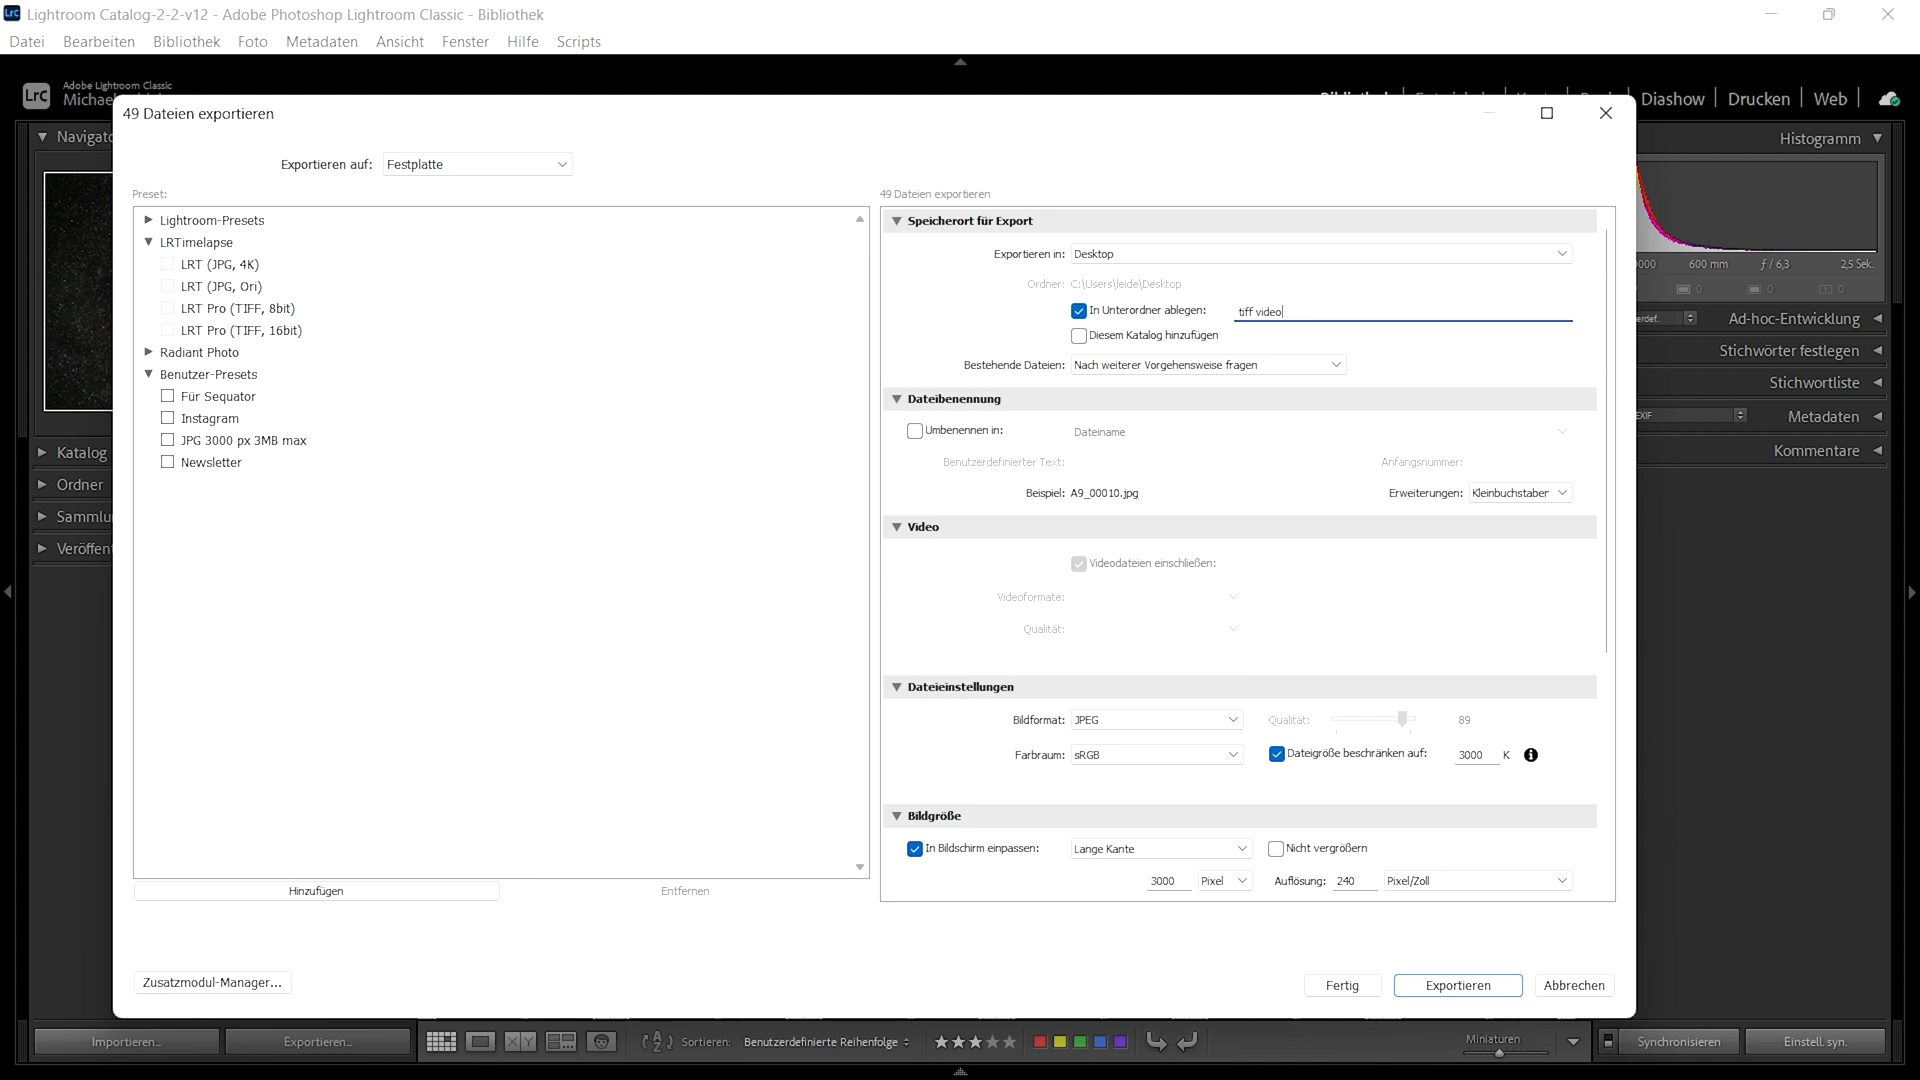 Lightroom Catalog-2-2-v12 - Adobe Photoshop Lightroom Classic - Bibliothek
Datei Bearbeiten Bibliothek Foto Metadaten Ansicht Fenster Hilfe Scripts
LrC
Adobe Lightroom Classic
Diashow | Drucken | Web
49 Dateien exportieren
Histogramm
600 mm ƒ / 6,3 2,5 Sek.
Ad-hoc-Entwicklung
Stichwörter festlegen
Stichwortliste
Metadaten
Kommentare
Katalog
Ordner
Exportieren auf: Festplatte
Preset:
Lightroom-Presets
LRTimelapse
LRT (JPG, 4K)
LRT (JPG, Ori)
LRT Pro (TIFF, 8bit)
LRT Pro (TIFF, 16bit)
Radiant Photo
Benutzer-Presets
Für Sequator
Instagram
JPG 3000 px 3MB max
Newsletter
Hinzufügen Entfernen
49 Dateien exportieren
Speicherort für Export
Exportieren in: Desktop
Ordner: C:\Users\leide\Desktop
In Unterordner ablegen: tiff video
Diesem Katalog hinzufügen
Bestehende Dateien: Nach weiterer Vorgehensweise fragen
Dateibenennung
Umbenennen in: Dateiname
Benutzerdefinierter Text: Anfangsnummer:
Beispiel: A9_00010.jpg Erweiterungen: Kleinbuchstaben
Video
Videodateien einschließen:
Videoformate:
Qualität:
Dateieinstellungen
Bildformat: JPEG Qualität: 89
Farbraum: sRGB Dateigröße beschränken auf: 3000 K
Bildgröße
In Bildschirm einpassen: Lange Kante Nicht vergrößern
3000 Pixel Auflösung: 240 Pixel/Zoll
Zusatzmodul-Manager...
Fertig Exportieren Abbrechen
Importieren... Exportieren... Sortieren: Benutzerdefinierte Reihenfolge Miniaturen Synchronisieren Einstell. syn.